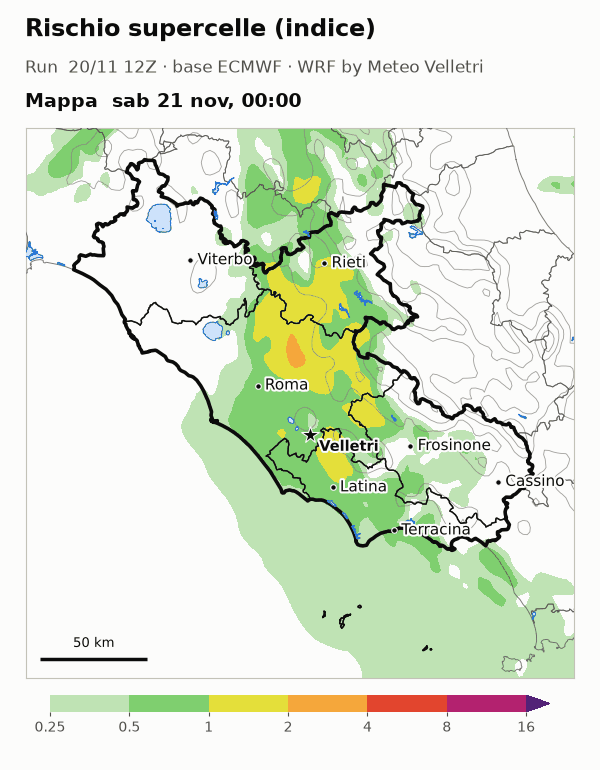 Rischio supercelle (indice)
Run 20/11 12Z · base ECMWF · WRF by Meteo Velletri
Mappa sab 21 nov, 00:00
Viterbo
Rieti
Roma
Velletri
Frosinone
Latina
Cassino
Terracina
50 km
0.25 0.5 1 2 4 8 16